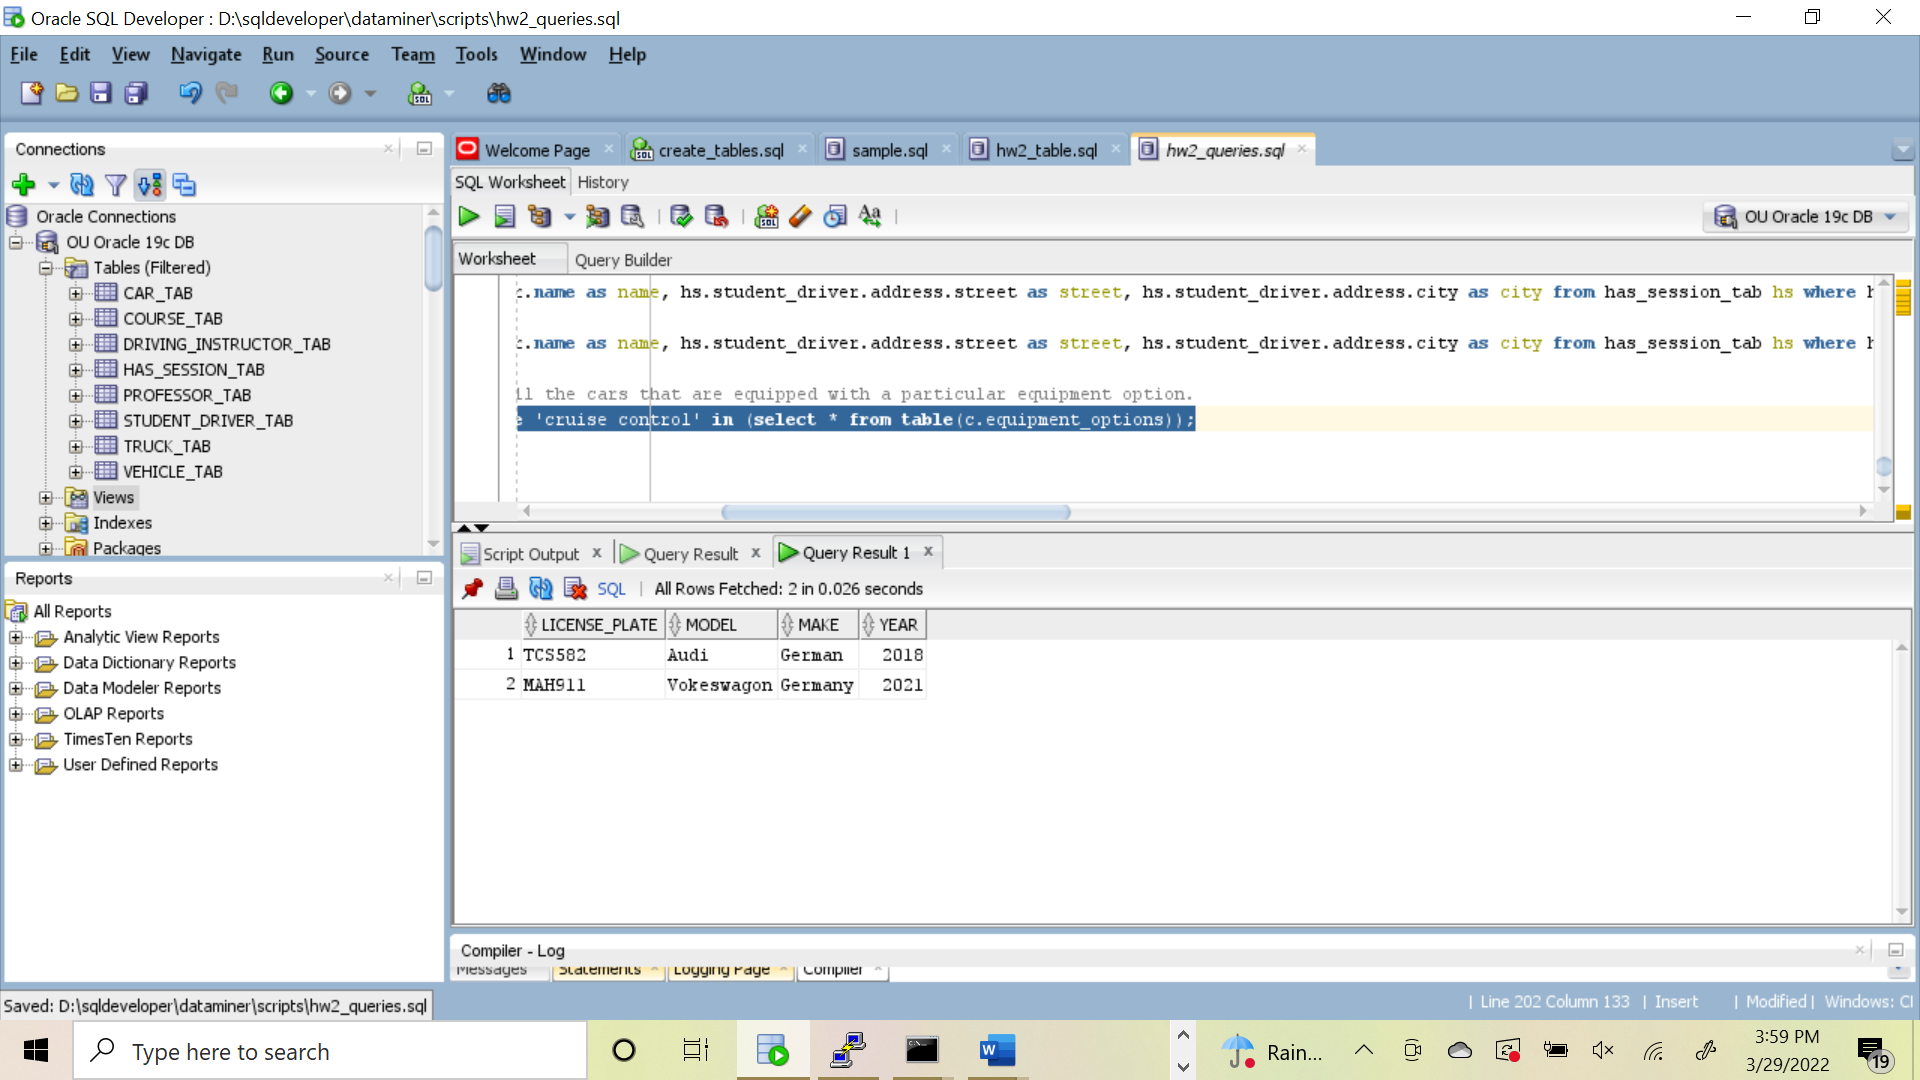 Oracle SQL Developer : D:\sqldeveloper\dataminer\scripts\hw2_queries.sql
File Edit View Navigate Run Source Team Tools Window Help
Connections
Oracle Connections
OU Oracle 19c DB
Tables (Filtered)
CAR_TAB
COURSE_TAB
DRIVING_INSTRUCTOR_TAB
HAS_SESSION_TAB
PROFESSOR_TAB
STUDENT_DRIVER_TAB
TRUCK_TAB
VEHICLE_TAB
Views
Indexes
Packages
Reports
All Reports
Analytic View Reports
Data Dictionary Reports
Data Modeler Reports
OLAP Reports
TimesTen Reports
User Defined Reports
Welcome Page create_tables.sql sample.sql hw2_table.sql hw2_queries.sql
SQL Worksheet History
OU Oracle 19c DB
Worksheet Query Builder
.name as name, hs.student_driver.address.street as street, hs.student_driver.address.city as city from has_session_tab hs where
.name as name, hs.student_driver.address.street as street, hs.student_driver.address.city as city from has_session_tab hs where
ll the cars that are equipped with a particular equipment option.
e 'cruise control' in (select * from table(c.equipment_options));
Script Output Query Result Query Result 1
SQL All Rows Fetched: 2 in 0.026 seconds
LICENSE_PLATE MODEL MAKE YEAR
1 TCS582 Audi German 2018
2 MAH911 Vokeswagon Germany 2021
Compiler - Log
Messages Statements Logging Page Compiler
Saved: D:\sqldeveloper\dataminer\scripts\hw2_queries.sql
Line 202 Column 133 Insert Modified Windows: Cl
Type here to search
Rain...
3:59 PM
3/29/2022
19